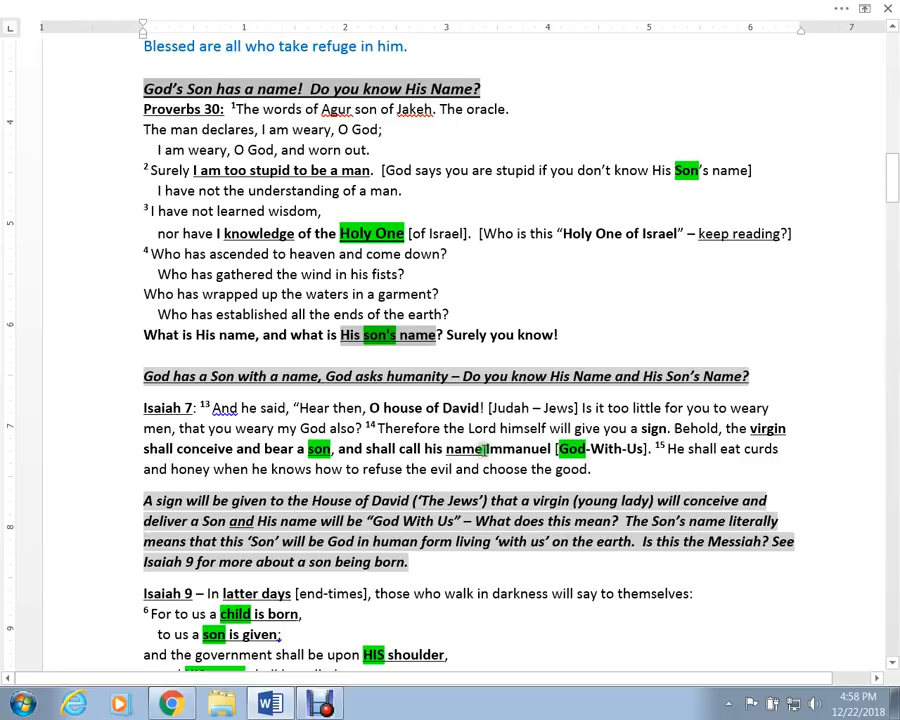 1 1 2 3 4 5 6 7
Blessed are all who take refuge in him.
God's Son has a name!  Do you know His Name?
Proverbs 30:  1The words of Agur son of Jakeh. The oracle.
The man declares, I am weary, O God;
I am weary, O God, and worn out.
2 Surely I am too stupid to be a man.  [God says you are stupid if you don't know His Son's name]
I have not the understanding of a man.
3 I have not learned wisdom,
nor have I knowledge of the Holy One [of Israel].  [Who is this “Holy One of Israel” – keep reading?]
4 Who has ascended to heaven and come down?
Who has gathered the wind in his fists?
Who has wrapped up the waters in a garment?
Who has established all the ends of the earth?
What is His name, and what is His son's name? Surely you know!
God has a Son with a name, God asks humanity – Do you know His Name and His Son's Name?
Isaiah 7: 13 And he said, “Hear then, O house of David! [Judah – Jews] Is it too little for you to weary
men, that you weary my God also? 14 Therefore the Lord himself will give you a sign. Behold, the virgin
shall conceive and bear a son, and shall call his name Immanuel [God-With-Us]. 15 He shall eat curds
and honey when he knows how to refuse the evil and choose the good.
A sign will be given to the House of David ('The Jews') that a virgin (young lady) will conceive and
deliver a Son and His name will be “God With Us” – What does this mean?  The Son's name literally
means that this 'Son' will be God in human form living 'with us' on the earth.  Is this the Messiah? See
Isaiah 9 for more about a son being born.
Isaiah 9 – In latter days [end-times], those who walk in darkness will say to themselves:
6 For to us a child is born,
to us a son is given;
and the government shall be upon HIS shoulder,
4
5
6
7
8
9
4:58 PM
12/22/2018